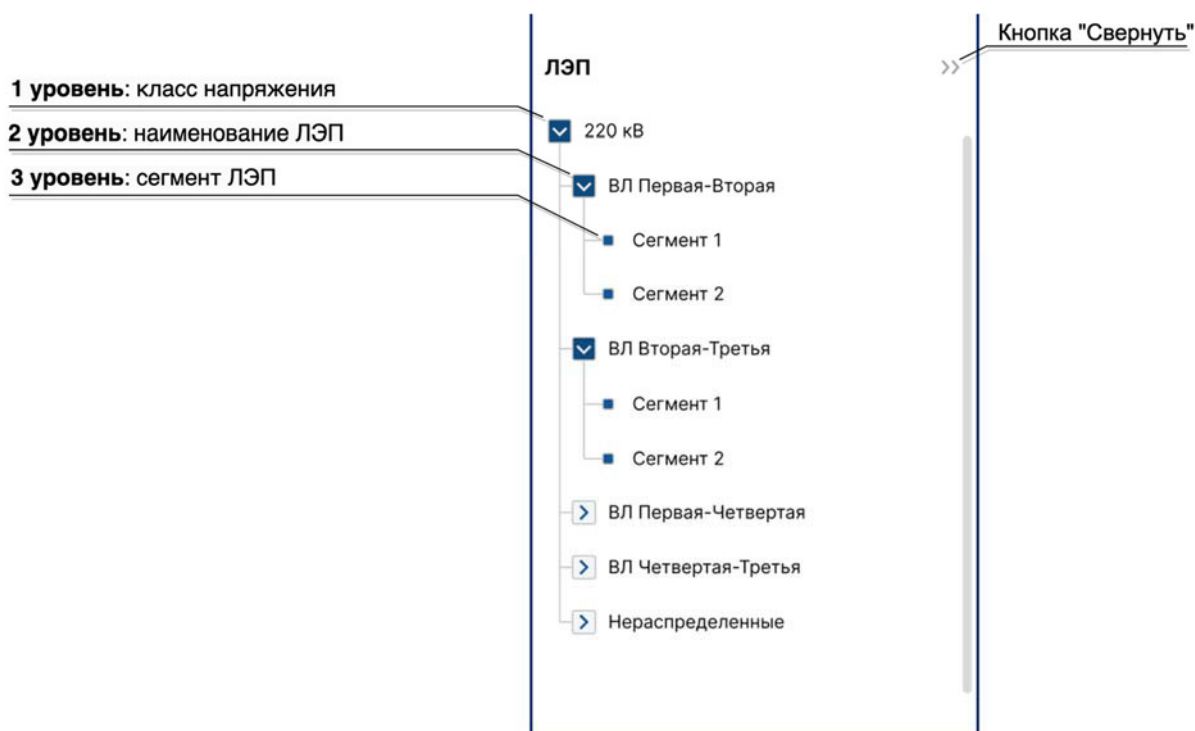 Кнопка "Свернуть"
ЛЭП
1 уровень: класс напряжения
220 кВ
2 уровень: наименование ЛЭП
ВЛ Первая-Вторая
3 уровень: сегмент ЛЭП
Сегмент 1
Сегмент 2
ВЛ Вторая-Третья
Сегмент 1
Сегмент 2
ВЛ Первая-Четвертая
ВЛ Четвертая-Третья
Нераспределенные